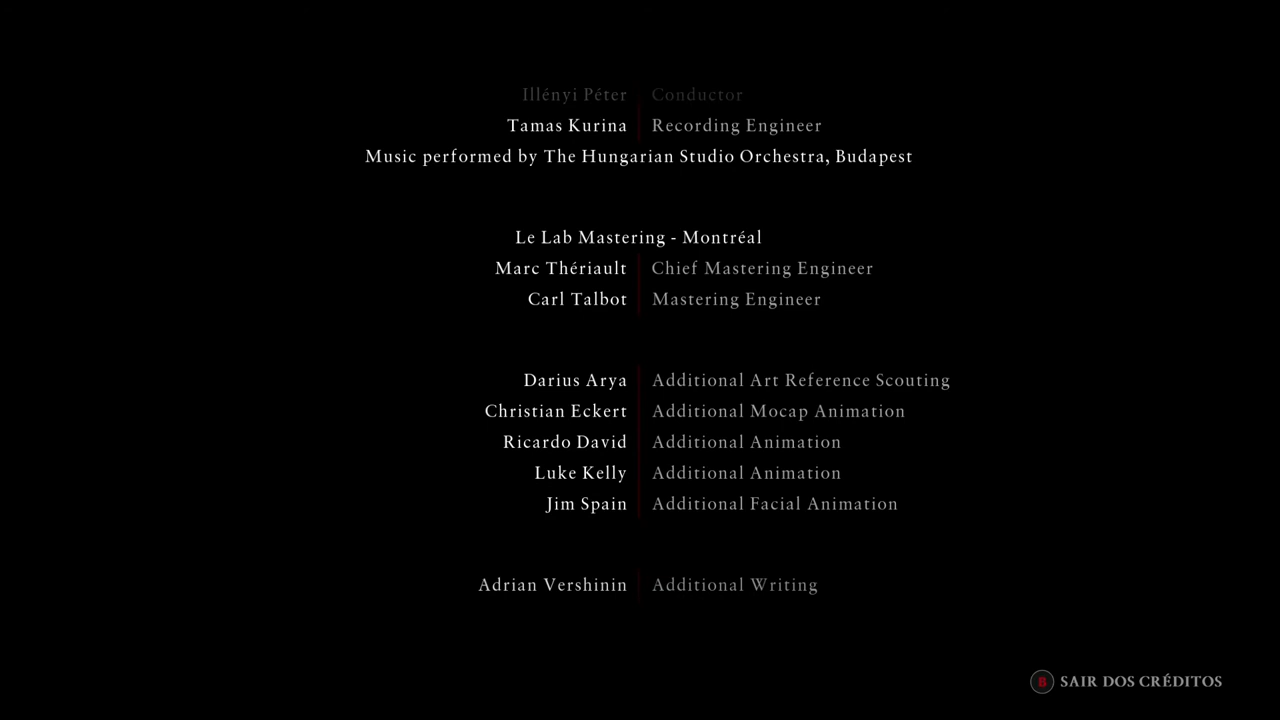 Illényi Péter Conductor
Tamas Kurina Recording Engineer
Music performed by The Hungarian Studio Orchestra, Budapest
Le Lab Mastering - Montréal
Marc Thériault Chief Mastering Engineer
Carl Talbot Mastering Engineer
Darius Arya Additional Art Reference Scouting
Christian Eckert Additional Mocap Animation
Ricardo David Additional Animation
Luke Kelly Additional Animation
Jim Spain Additional Facial Animation
Adrian Vershinin Additional Writing
B SAIR DOS CRÉDITOS